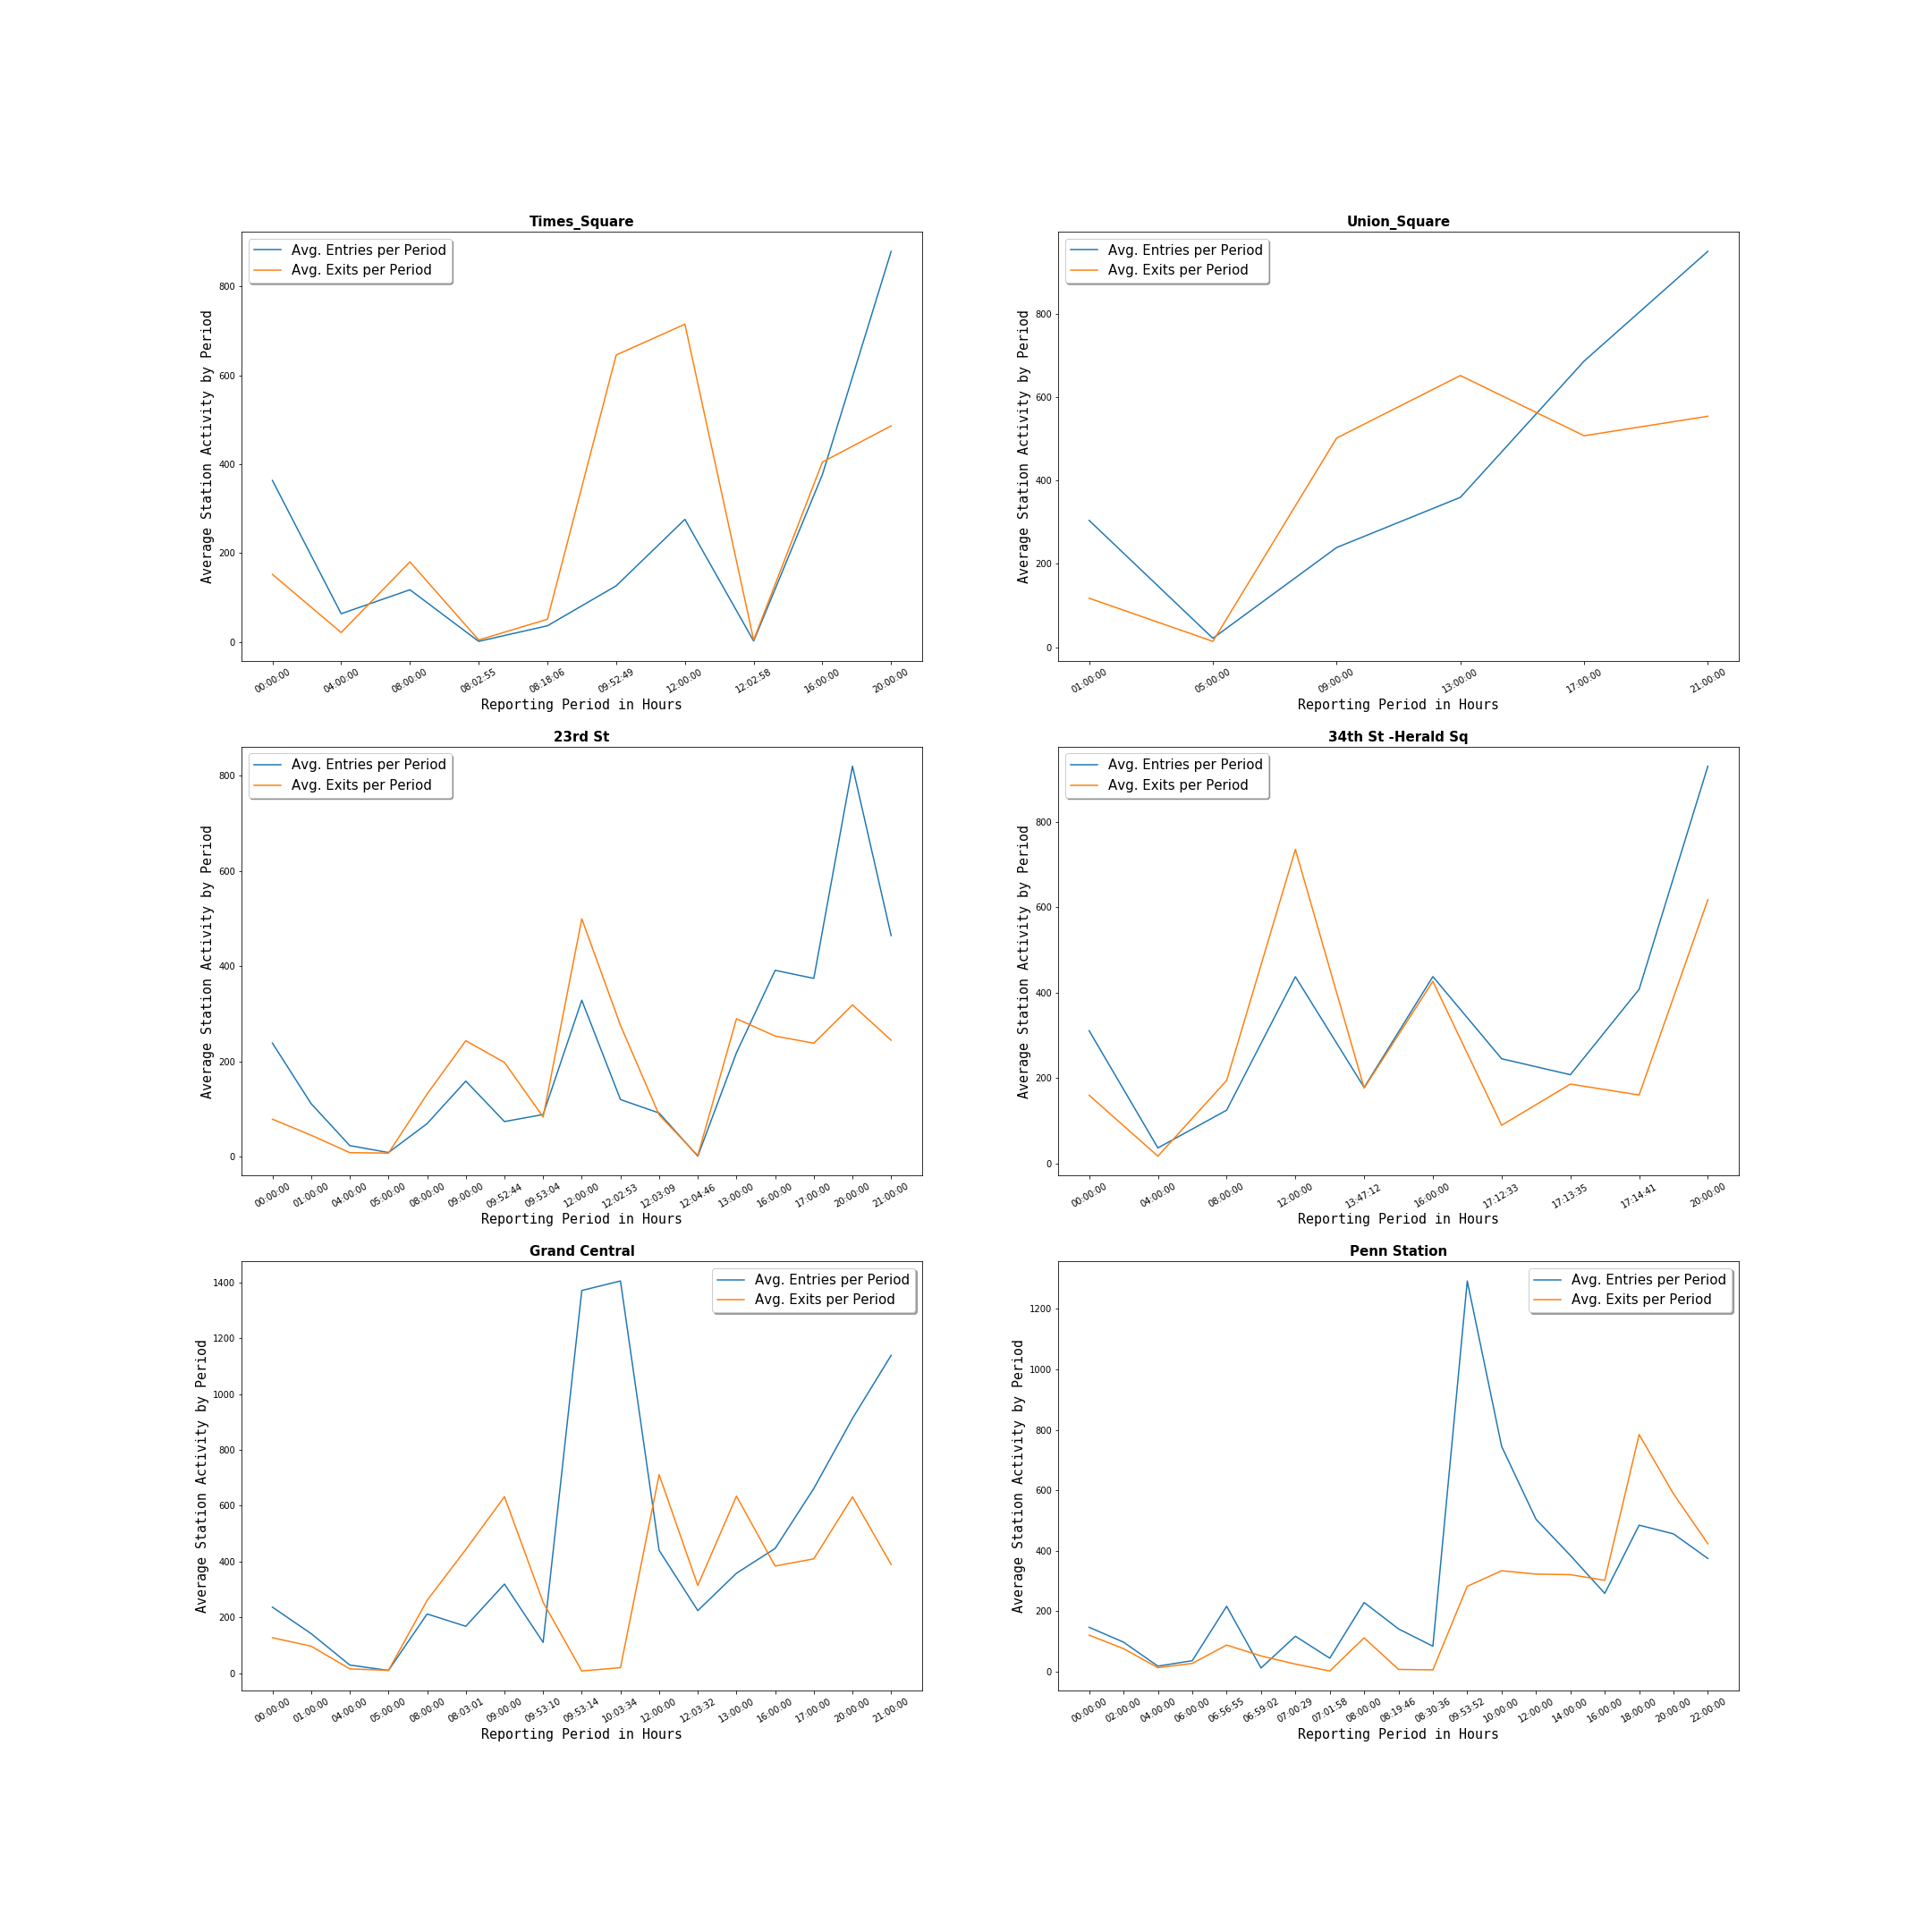 Times_Square
Avg. Entries per Period
Avg. Exits per Period
Average Station Activity by Period
800
600
400
200
0
00:00:00 04:00:00 08:00:00 08:02:55 08:18:06 09:52:49 12:00:00 12:02:58 16:00:00 20:00:00
Reporting Period in Hours
Union_Square
Avg. Entries per Period
Avg. Exits per Period
Average Station Activity by Period
800
600
400
200
0
01:00:00 05:00:00 09:00:00 13:00:00 17:00:00 21:00:00
Reporting Period in Hours
23rd St
Avg. Entries per Period
Avg. Exits per Period
Average Station Activity by Period
800
600
400
200
0
00:00:00 01:00:00 04:00:00 05:00:00 08:00:00 09:00:00 09:52:44 09:53:04 12:00:00 12:02:53 12:03:09 12:04:46 13:00:00 16:00:00 17:00:00 20:00:00 21:00:00
Reporting Period in Hours
34th St -Herald Sq
Avg. Entries per Period
Avg. Exits per Period
Average Station Activity by Period
800
600
400
200
0
00:00:00 04:00:00 08:00:00 12:00:00 13:47:12 16:00:00 17:12:33 17:13:35 17:14:41 20:00:00
Reporting Period in Hours
Grand Central
Avg. Entries per Period
Avg. Exits per Period
Average Station Activity by Period
1400
1200
1000
800
600
400
200
0
00:00:00 01:00:00 04:00:00 05:00:00 08:00:00 08:03:01 09:00:00 09:53:10 09:53:14 10:03:34 12:00:00 12:03:32 13:00:00 16:00:00 17:00:00 20:00:00 21:00:00
Reporting Period in Hours
Penn Station
Avg. Entries per Period
Avg. Exits per Period
Average Station Activity by Period
1200
1000
800
600
400
200
0
00:00:00 02:00:00 04:00:00 06:00:00 06:56:55 06:59:02 07:00:29 07:01:58 08:00:00 08:19:46 08:30:36 09:53:52 10:00:00 12:00:00 14:00:00 16:00:00 18:00:00 20:00:00 22:00:00
Reporting Period in Hours